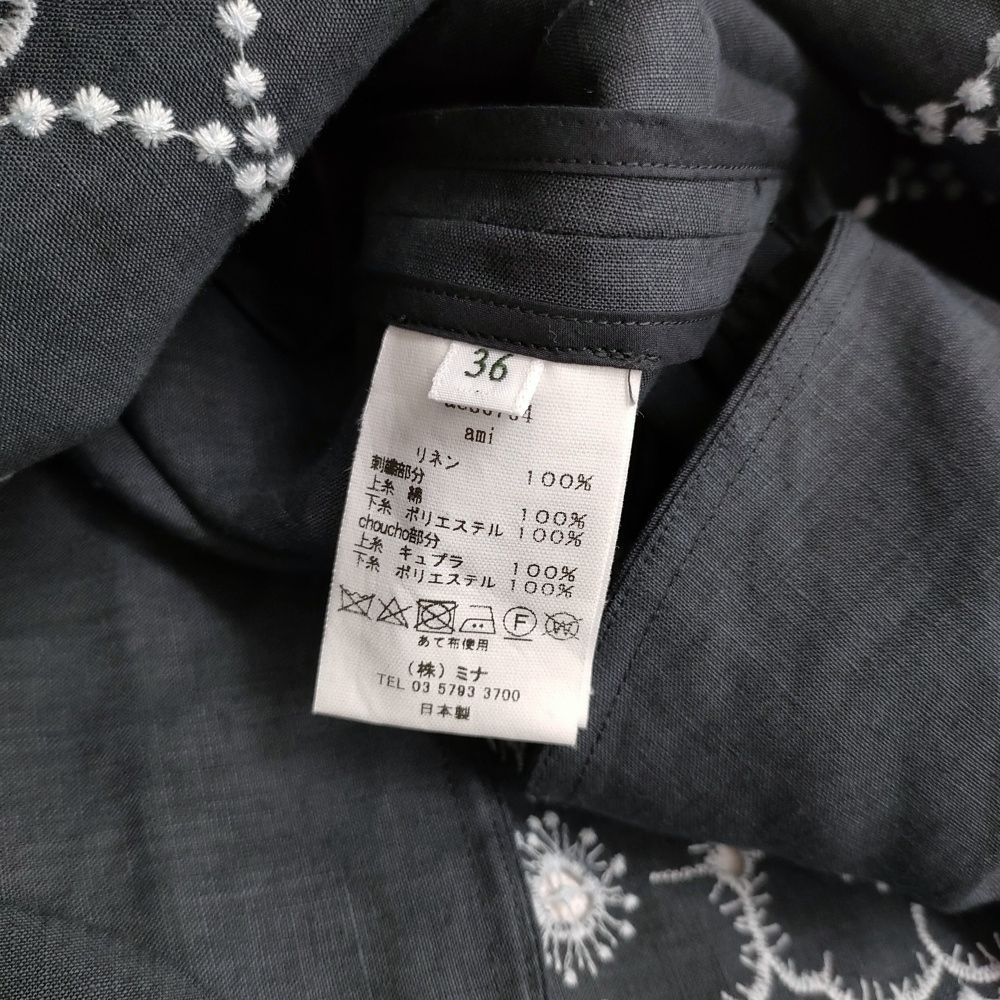 36
ami
リネン 100%
刺繍部分
上糸 綿 100%
下糸 ポリエステル 100%
choucho部分
上糸 キュプラ 100%
下糸 ポリエステル 100%
F W
あて布使用
(株)ミナ
TEL 03 5793 3700
日本製